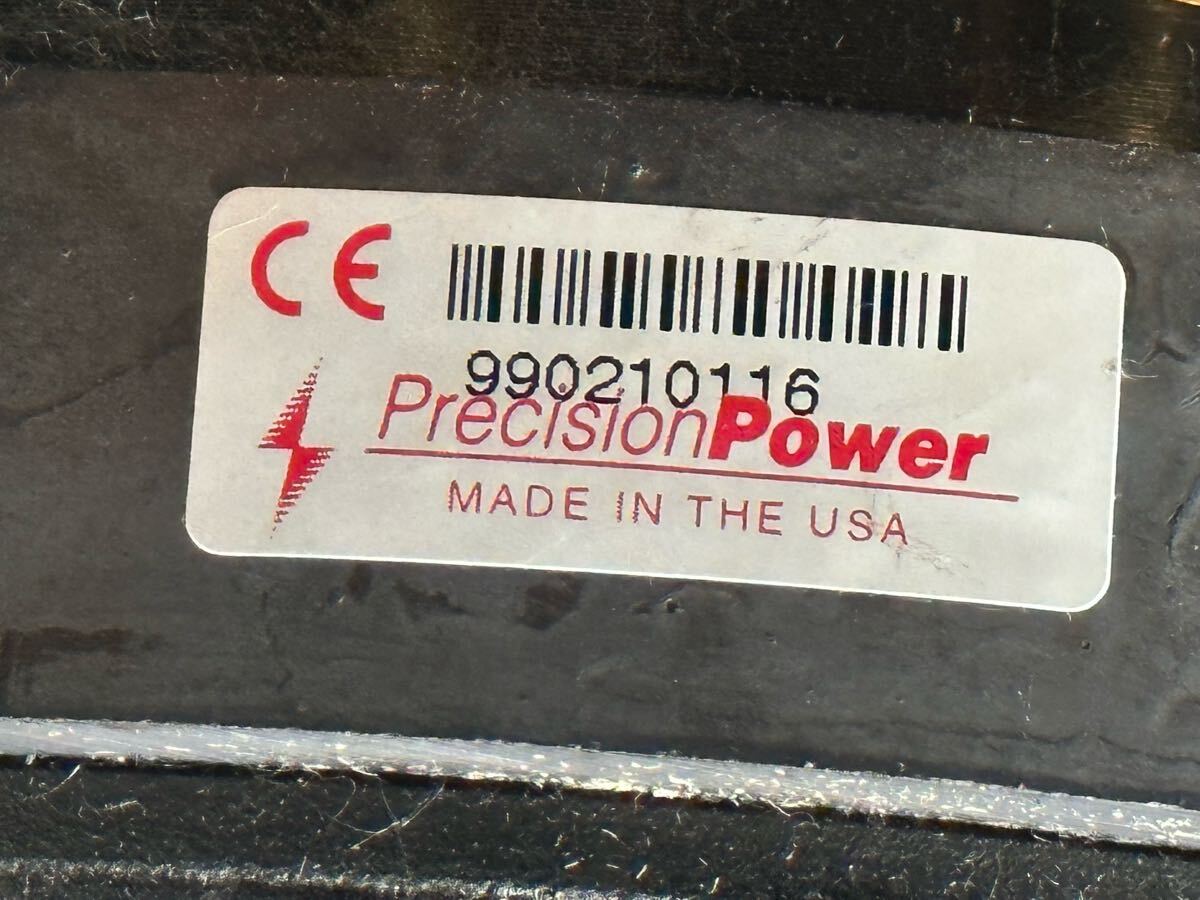 CE
990210116
PrecisionPower
MADE IN THE USA